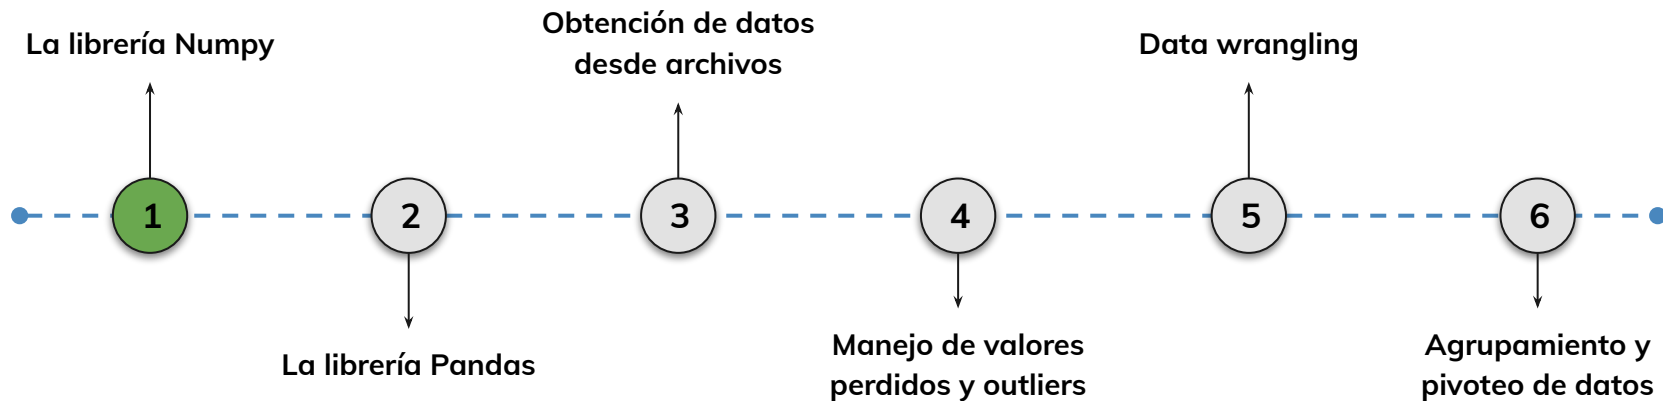 La librería Numpy
Obtención de datos
desde archivos
Data wrangling
1
2
3
4
5
6
La librería Pandas
Manejo de valores
perdidos y outliers
Agrupamiento y
pivoteo de datos